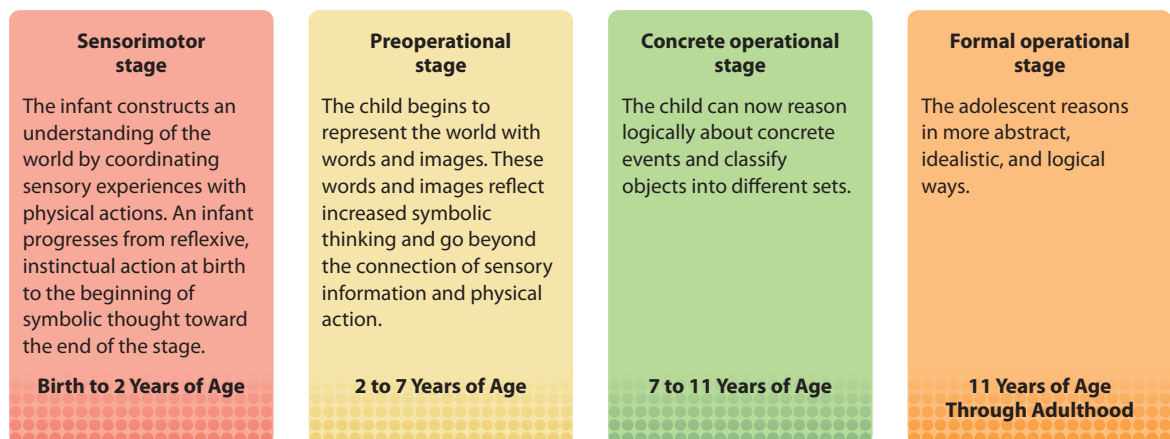 Sensorimotor
stage
The infant constructs an
understanding of the
world by coordinating
sensory experiences with
physical actions. An infant
progresses from reflexive,
instinctual action at birth
to the beginning of
symbolic thought toward
the end of the stage.
Birth to 2 Years of Age
Preoperational
stage
The child begins to
represent the world with
words and images. These
words and images reflect
increased symbolic
thinking and go beyond
the connection of sensory
information and physical
action.
2 to 7 Years of Age
Concrete operational
stage
The child can now reason
logically about concrete
events and classify
objects into different sets.
7 to 11 Years of Age
Formal operational
stage
The adolescent reasons
in more abstract,
idealistic, and logical
ways.
11 Years of Age
Through Adulthood